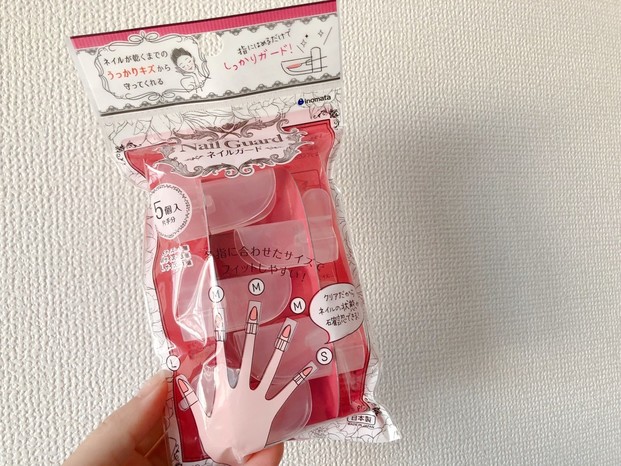 ネイルが乾くまでの
うっかりキズから
守ってくれる
指にはめるだけで
しっかりガード!
inomata
Nail Guard
ネイルガード
5個入
片手分
各指に合わせたサイズで
フィットしやすい!
M
M
M
L
S
クリアだから
ネイルの状態が
確認できる!
日本製